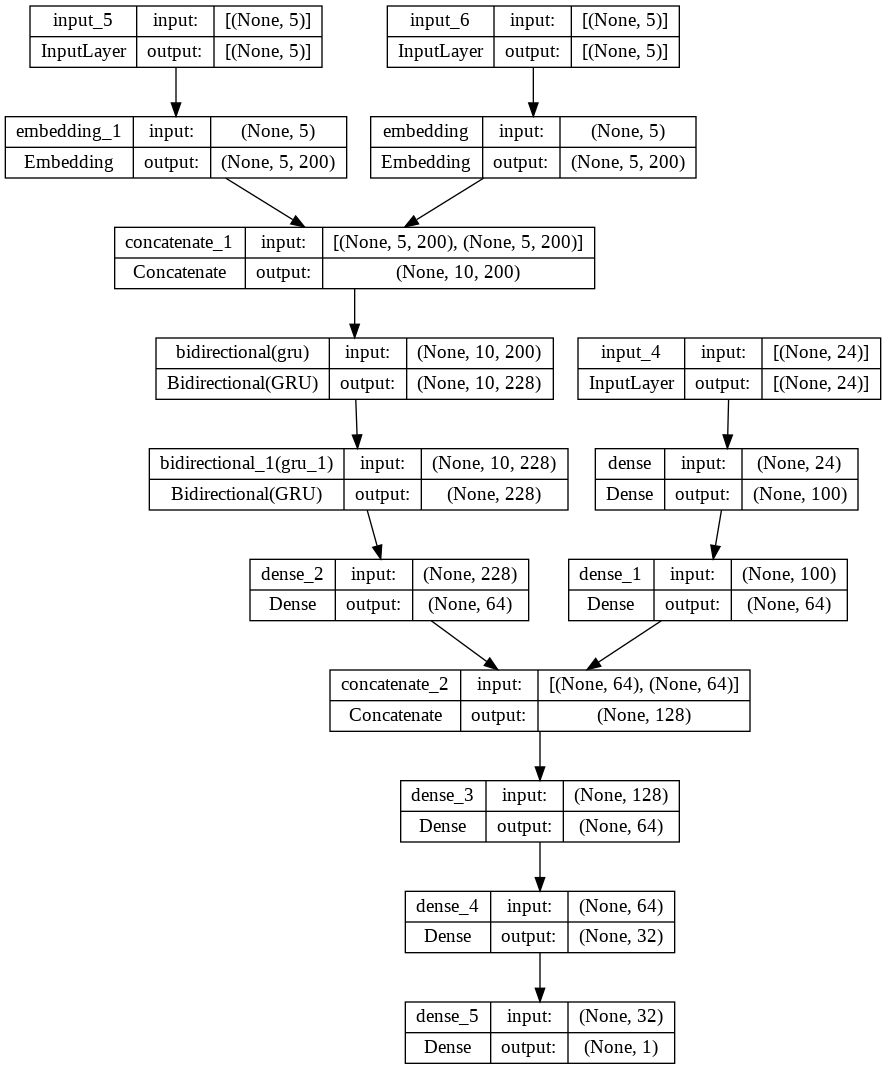 input_5 input: [(None, 5)]
InputLayer output: [(None, 5)]
input_6 input: [(None, 5)]
InputLayer output: [(None, 5)]
embedding_1 input: (None, 5)
Embedding output: (None, 5, 200)
embedding input: (None, 5)
Embedding output: (None, 5, 200)
concatenate_1 input: [(None, 5, 200), (None, 5, 200)]
Concatenate output: (None, 10, 200)
bidirectional(gru) input: (None, 10, 200)
Bidirectional(GRU) output: (None, 10, 228)
input_4 input: [(None, 24)]
InputLayer output: [(None, 24)]
bidirectional_1(gru_1) input: (None, 10, 228)
Bidirectional(GRU) output: (None, 228)
dense input: (None, 24)
Dense output: (None, 100)
dense_2 input: (None, 228)
Dense output: (None, 64)
dense_1 input: (None, 100)
Dense output: (None, 64)
concatenate_2 input: [(None, 64), (None, 64)]
Concatenate output: (None, 128)
dense_3 input: (None, 128)
Dense output: (None, 64)
dense_4 input: (None, 64)
Dense output: (None, 32)
dense_5 input: (None, 32)
Dense output: (None, 1)